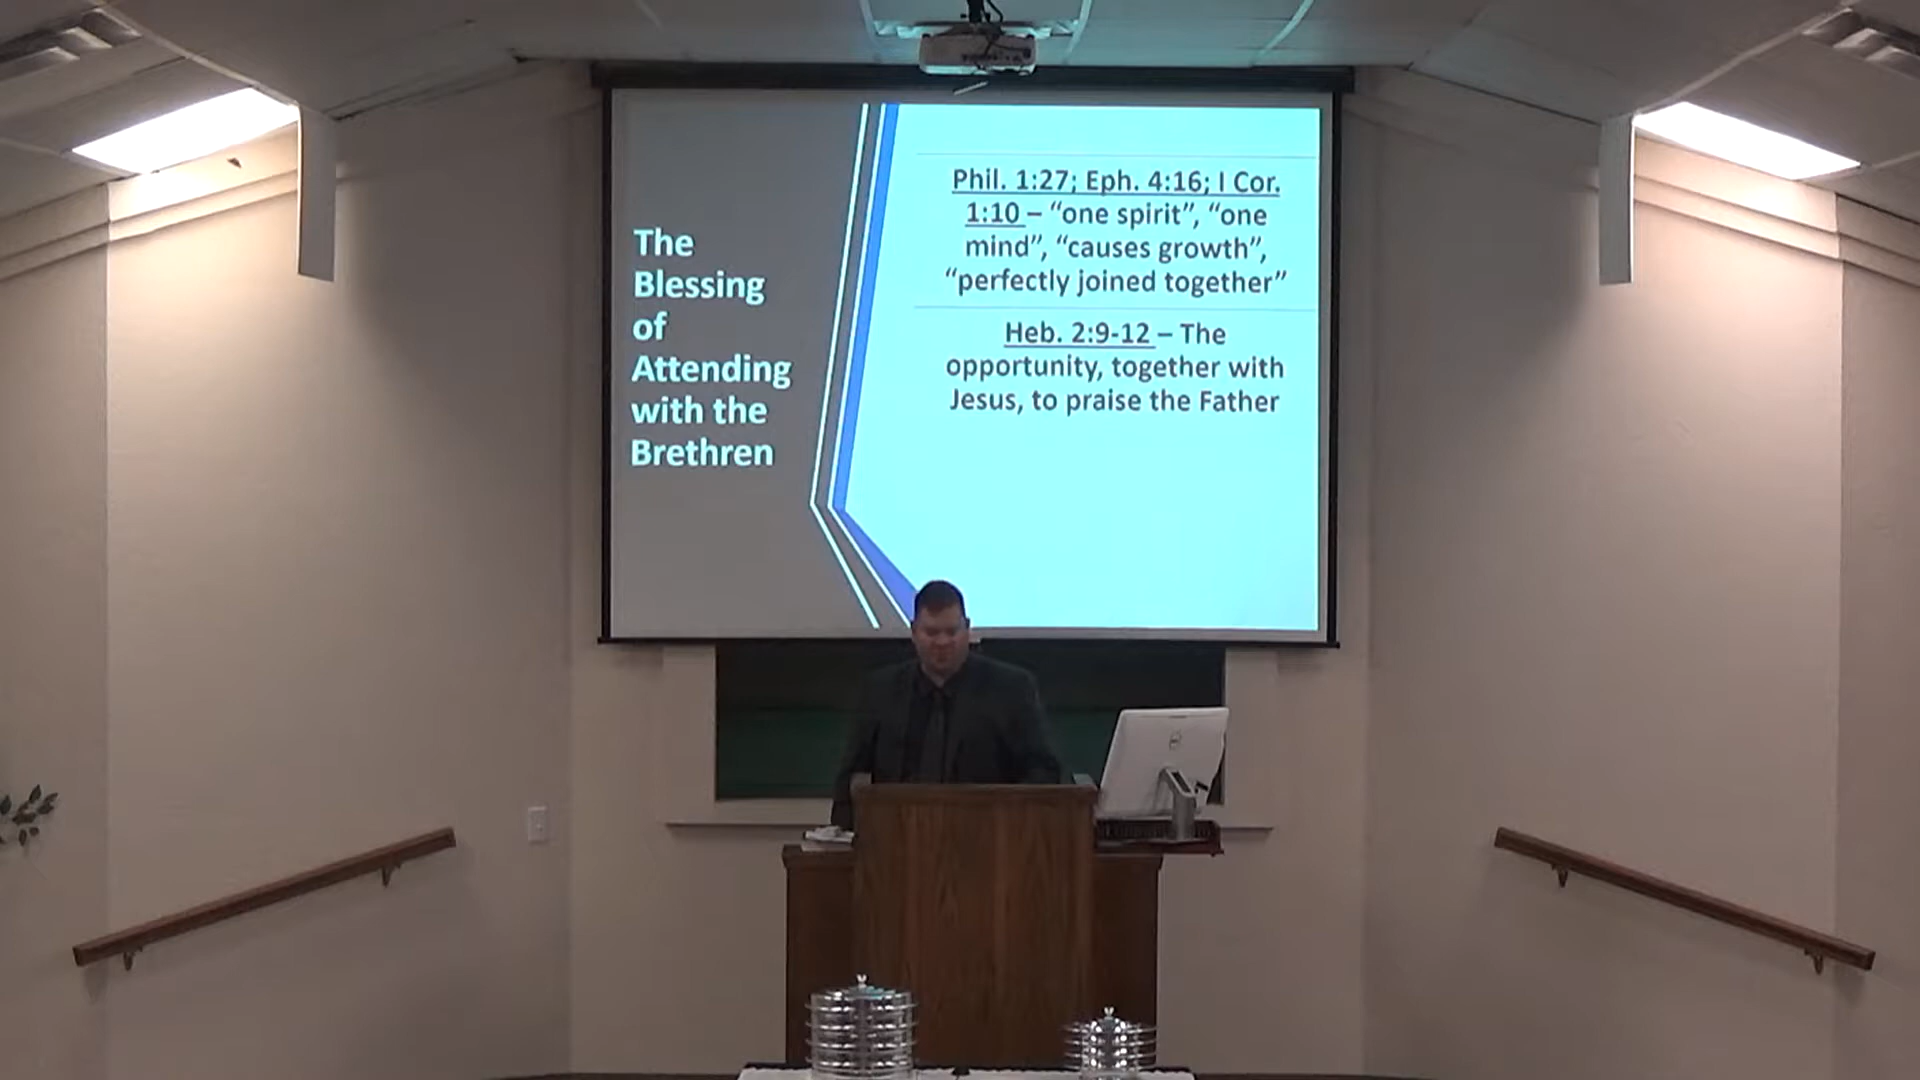 The
Blessing
of
Attending
with the
Brethren
Phil. 1:27; Eph. 4:16; I Cor.
1:10 – “one spirit”, “one
mind”, “causes growth”,
“perfectly joined together”
Heb. 2:9-12 – The
opportunity, together with
Jesus, to praise the Father